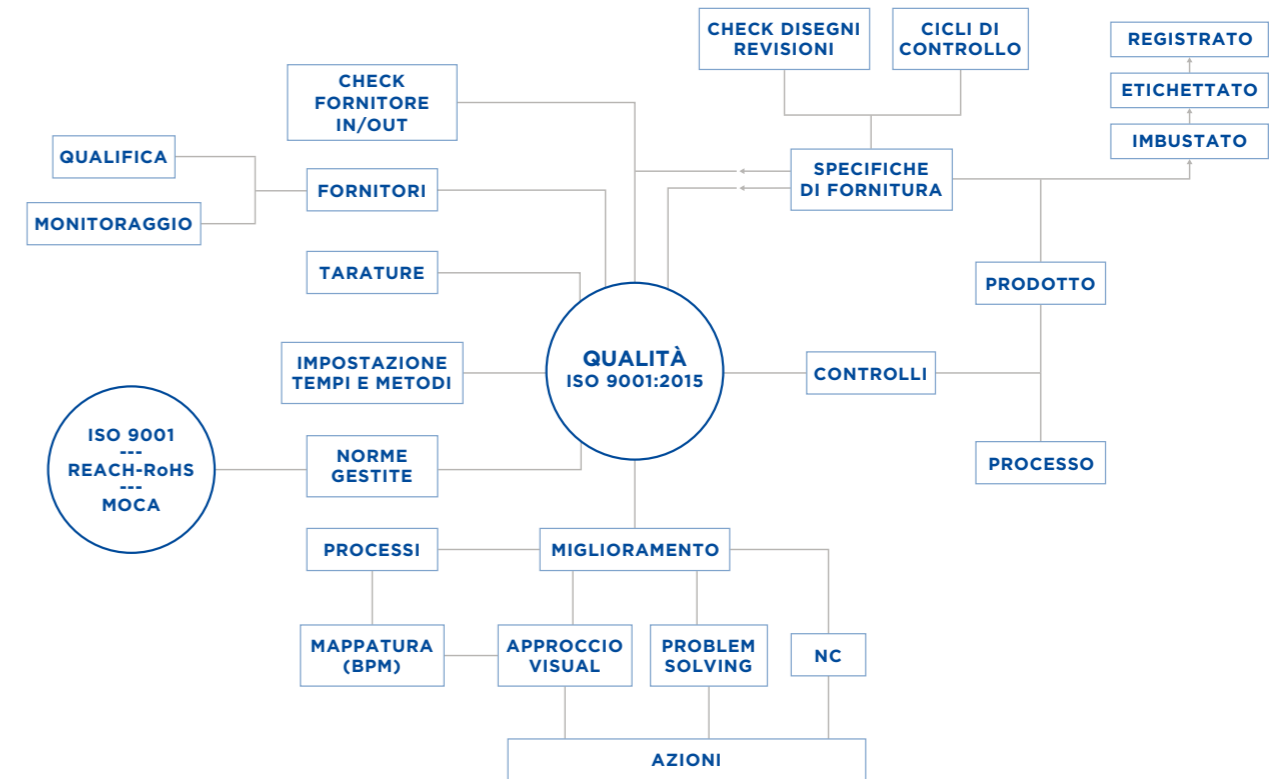 CHECK DISEGNI
REVISIONI
CICLI DI
CONTROLLO
REGISTRATO
ETICHETTATO
IMBUSTATO
CHECK
FORNITORE
IN/OUT
QUALIFICA
MONITORAGGIO
FORNITORI
SPECIFICHE
DI FORNITURA
TARATURE
PRODOTTO
IMPOSTAZIONE
TEMPI E METODI
QUALITÀ
ISO 9001:2015
CONTROLLI
ISO 9001
---
REACH-RoHS
---
MOCA
NORME
GESTITE
PROCESSO
PROCESSI
MIGLIORAMENTO
MAPPATURA
(BPM)
APPROCCIO
VISUAL
PROBLEM
SOLVING
NC
AZIONI